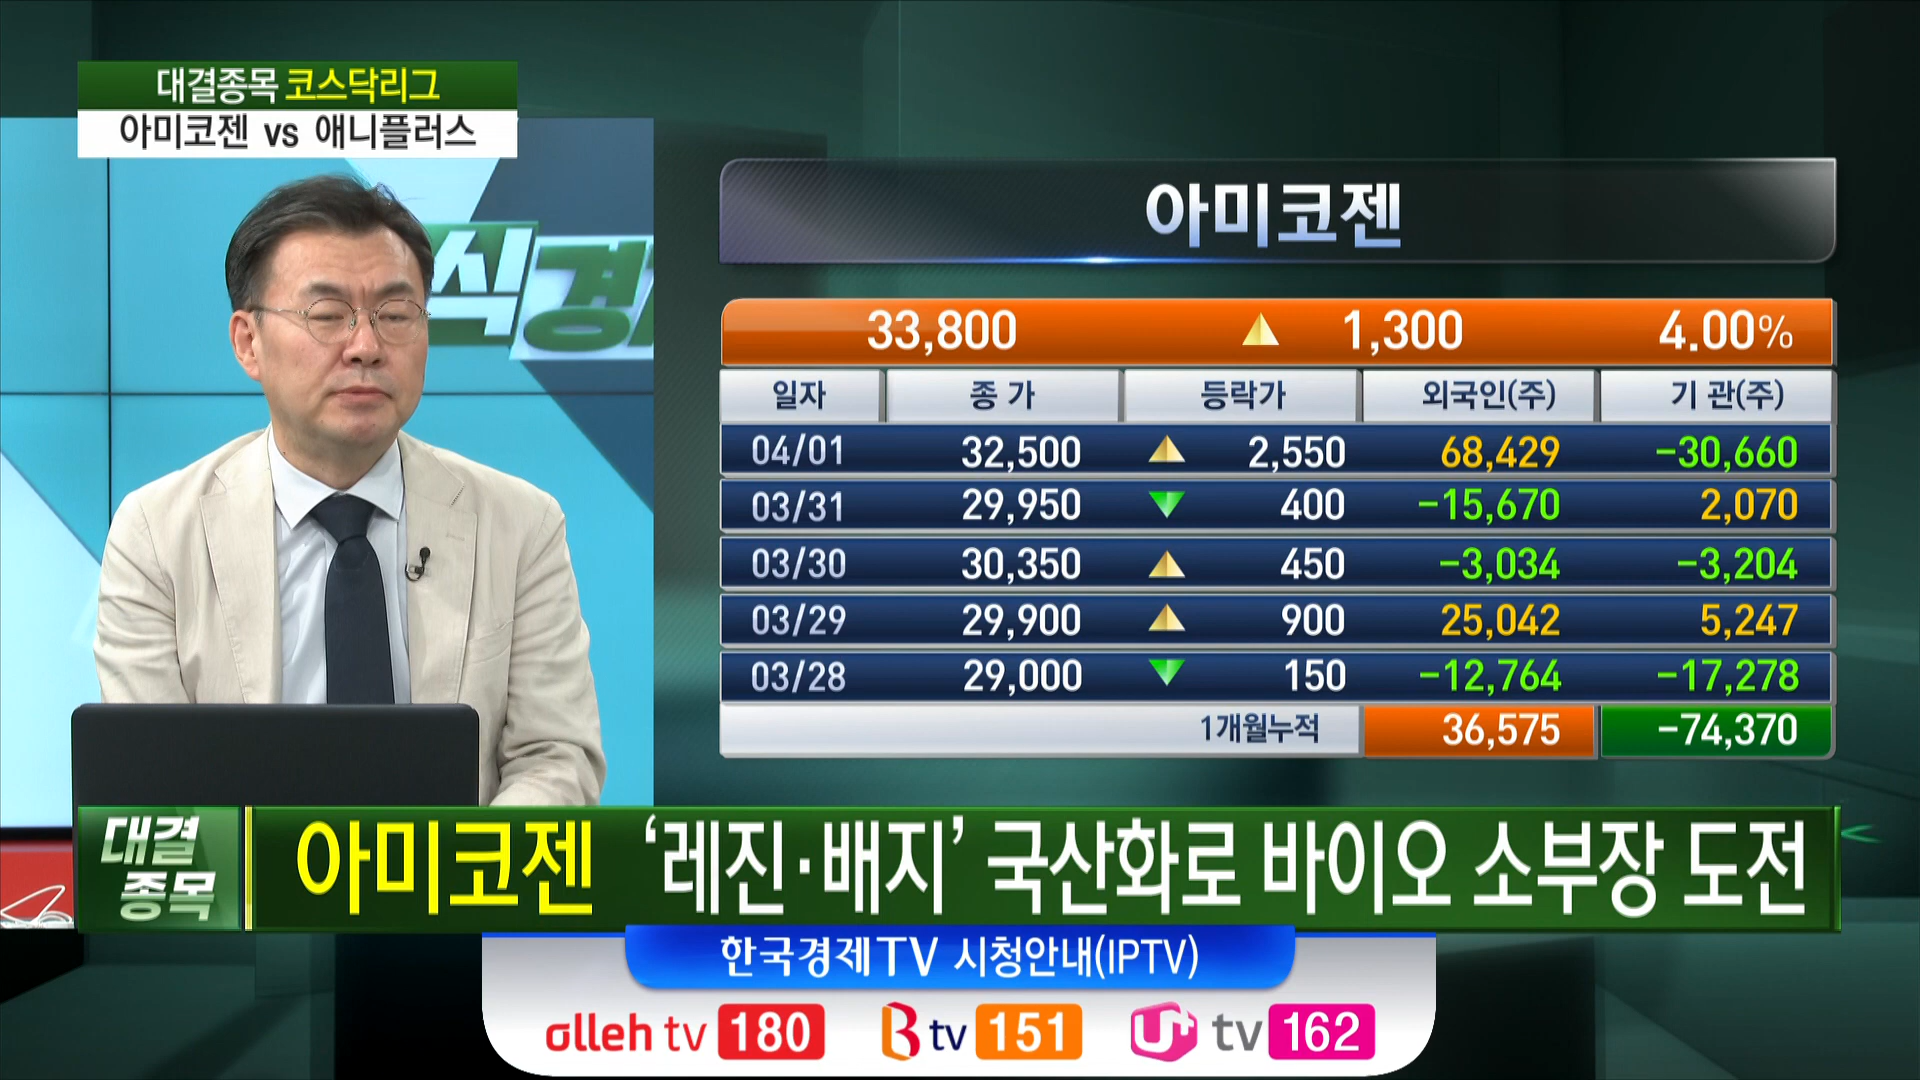 대결종목 코스닥리그
아미코젠 vs 애니플러스
식경
아미코젠
33,800 ▲ 1,300 4.00%
일자 종 가 등락가 외국인(주) 기 관(주)
04/01 32,500 ▲ 2,550 68,429 -30,660
03/31 29,950 ▼ 400 -15,670 2,070
03/30 30,350 ▲ 450 -3,034 -3,204
03/29 29,900 ▲ 900 25,042 5,247
03/28 29,000 ▼ 150 -12,764 -17,278
1개월누적 36,575 -74,370
대결
종목
아미코젠 ‘레진·배지’ 국산화로 바이오 소부장 도전
한국경제TV 시청안내(IPTV)
olleh tv 180 B tv 151 U+ tv 162